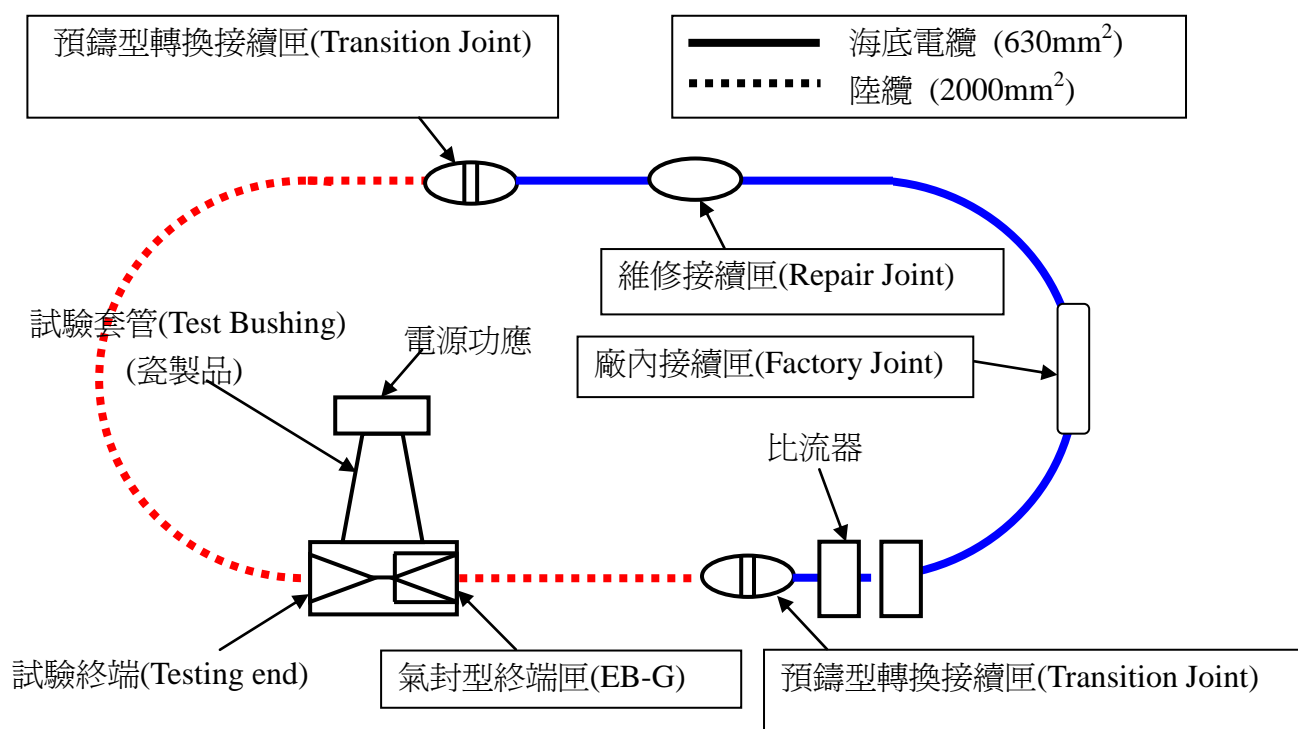 預鑄型轉換接續匣(Transition Joint)
海底電纜 (630mm²)
陸纜 (2000mm²)
維修接續匣(Repair Joint)
試驗套管(Test Bushing)
(瓷製品)
電源功應
廠內接續匣(Factory Joint)
比流器
試驗終端(Testing end)
氣封型終端匣(EB-G)
預鑄型轉換接續匣(Transition Joint)